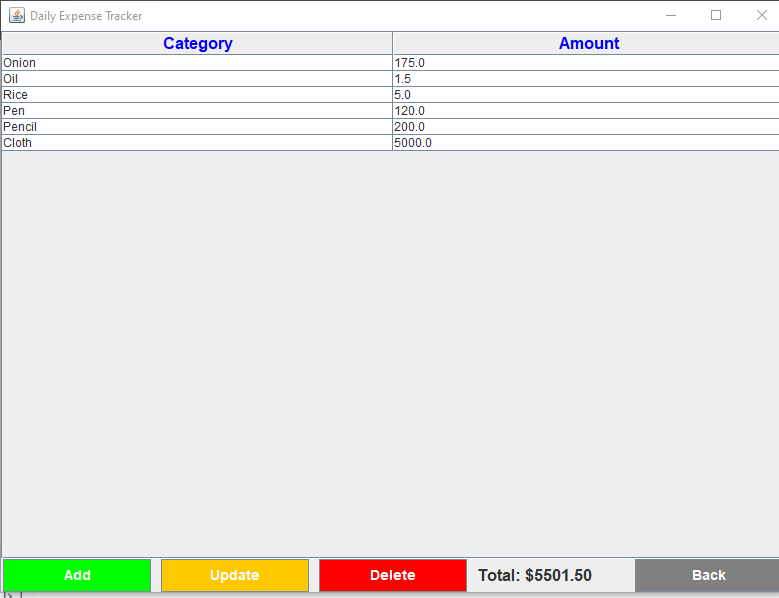 Daily Expense Tracker
Category Amount
Onion 175.0
Oil 1.5
Rice 5.0
Pen 120.0
Pencil 200.0
Cloth 5000.0
Add Update Delete Total: $5501.50 Back